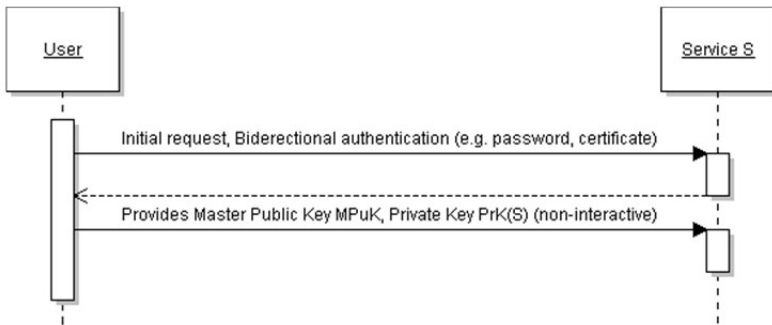 User
Service S
Initial request, Biderectional authentication (e.g. password, certificate)
Provides Master Public Key MPuK, Private Key PrK(S) (non-interactive)